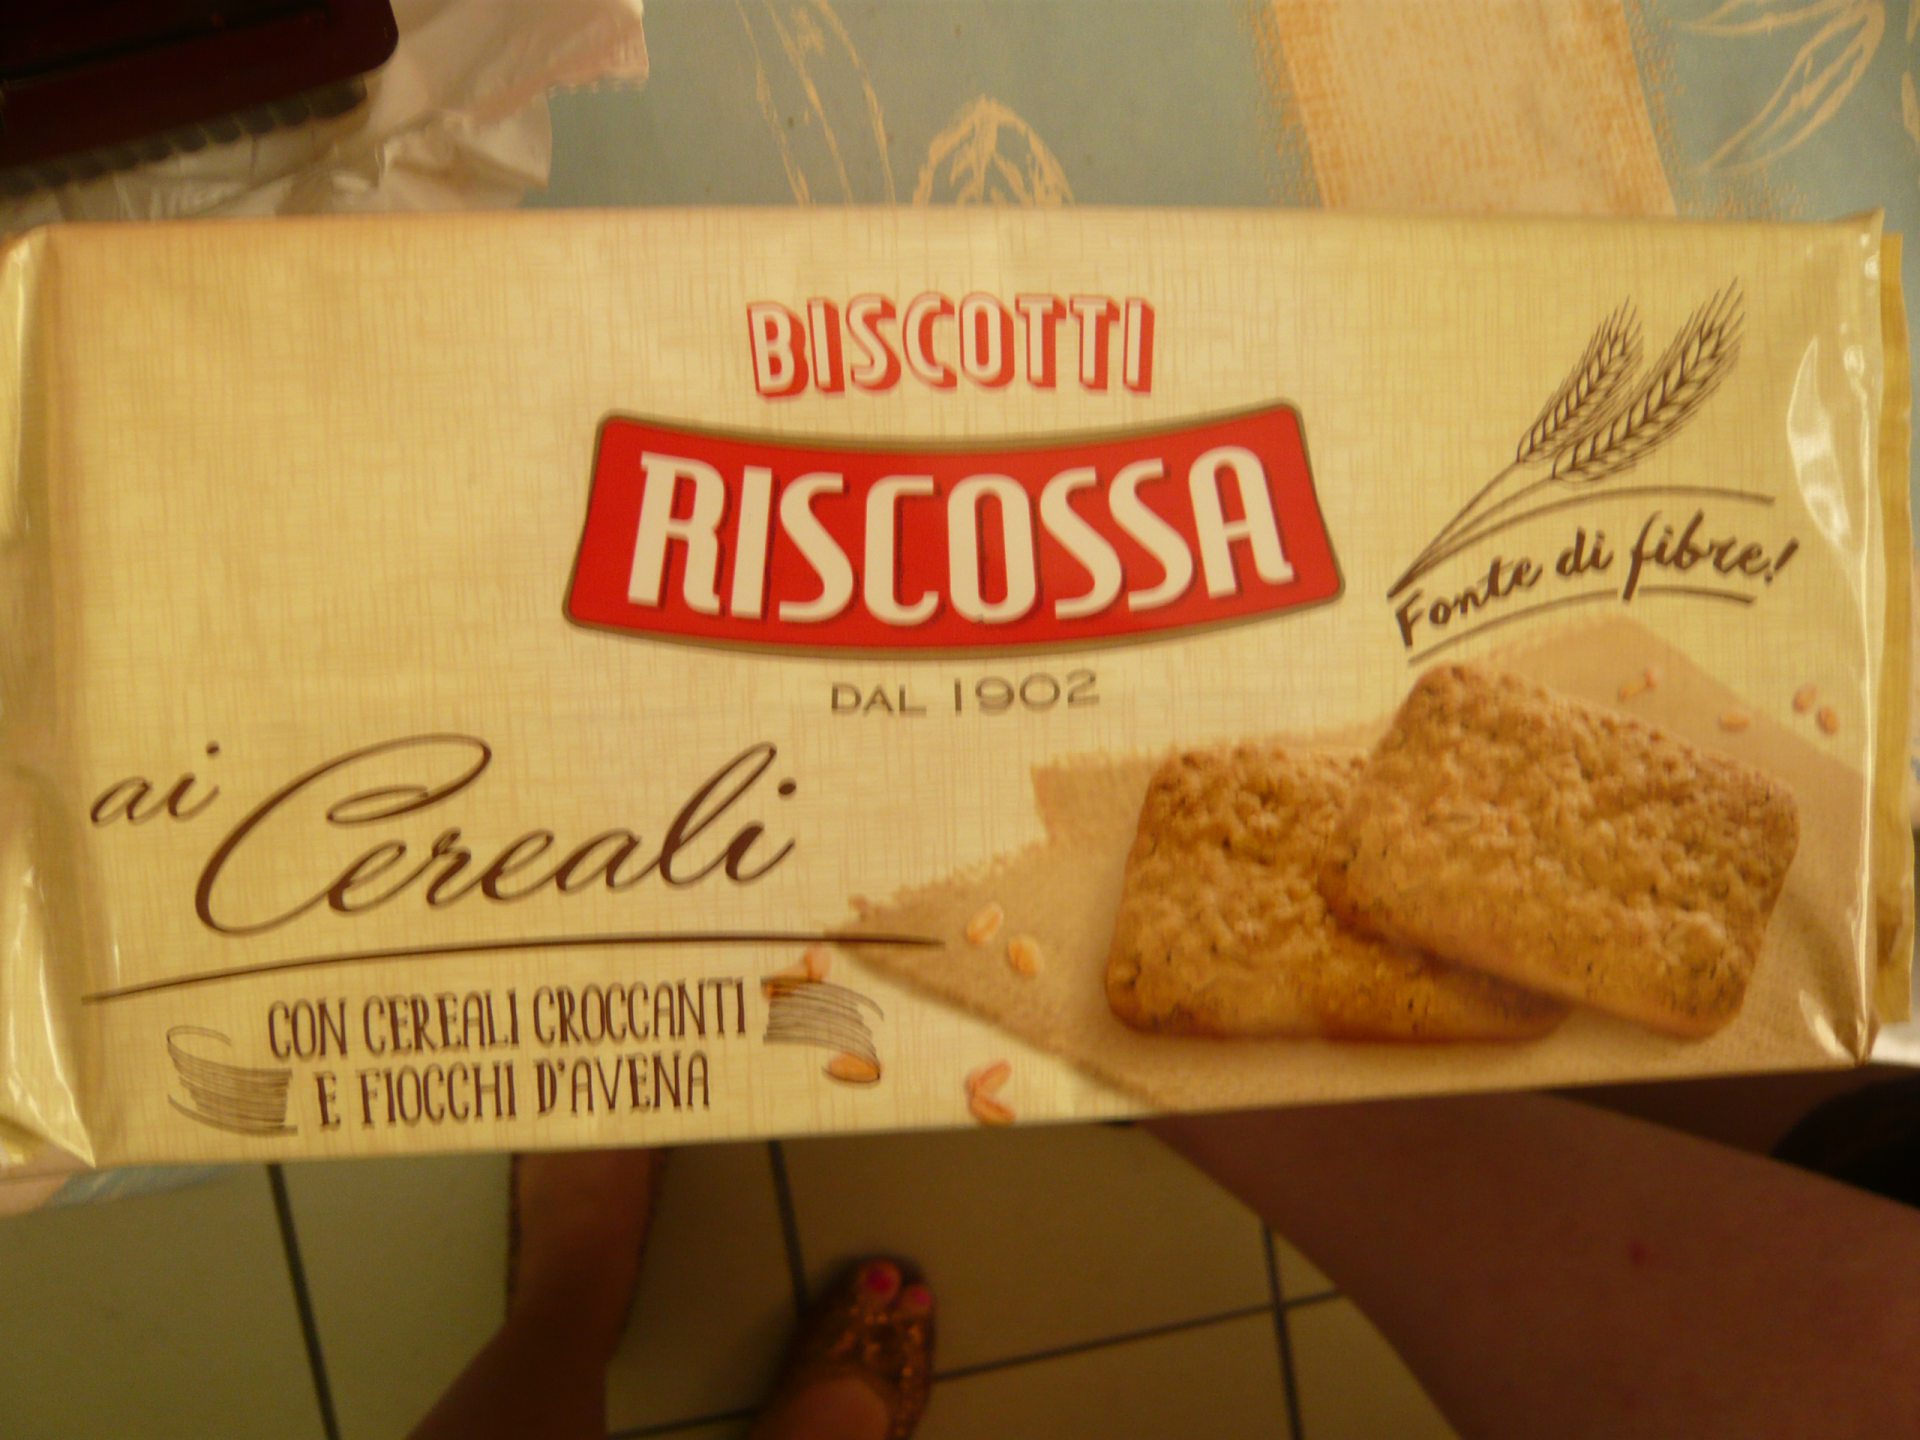 BISCOTTI
RISCOSSA
DAL 1902
Fonte di fibre!
ai Cereali
CON CEREALI CROCCANTI
E FIOCCHI D'AVENA